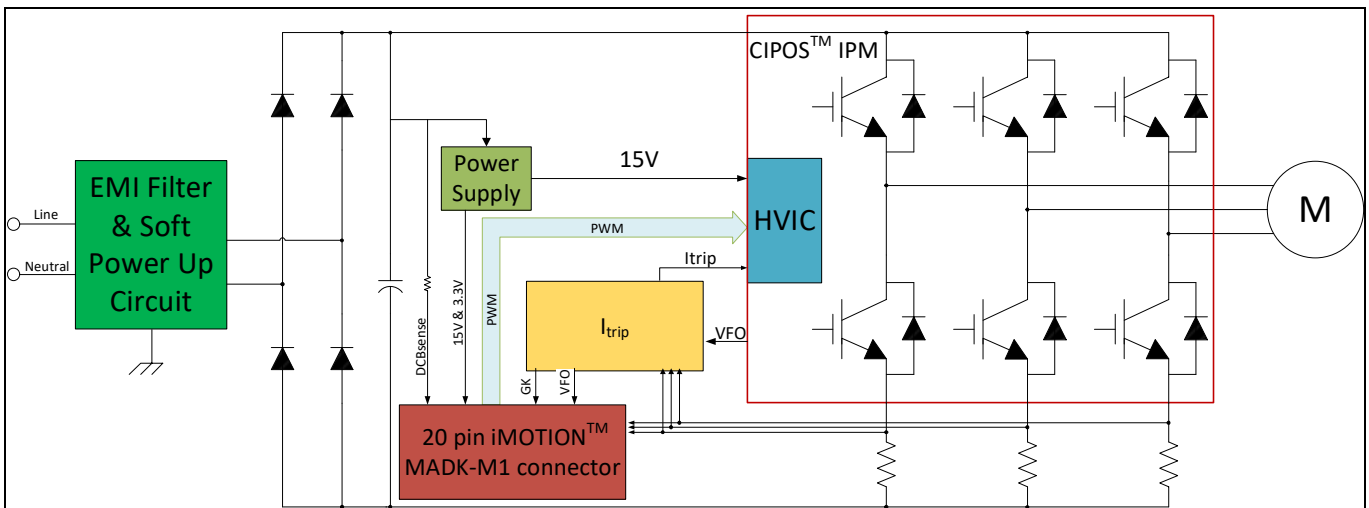 CIPOS™ IPM
EMI Filter
& Soft
Power Up
Circuit
Line
Neutral
Power
Supply
15V
HVIC
PWM
Itrip
M
DCBsense
15V & 3.3V
PWM
Itrip
VFO
GK
VFO
20 pin iMOTION™
MADK-M1 connector